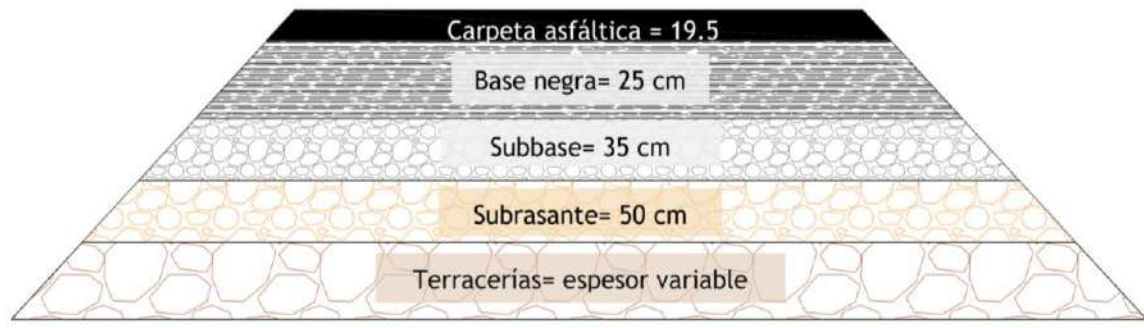 Carpeta asfáltica = 19.5
Base negra= 25 cm
Subbase= 35 cm
Subrasante= 50 cm
Terracerías= espesor variable